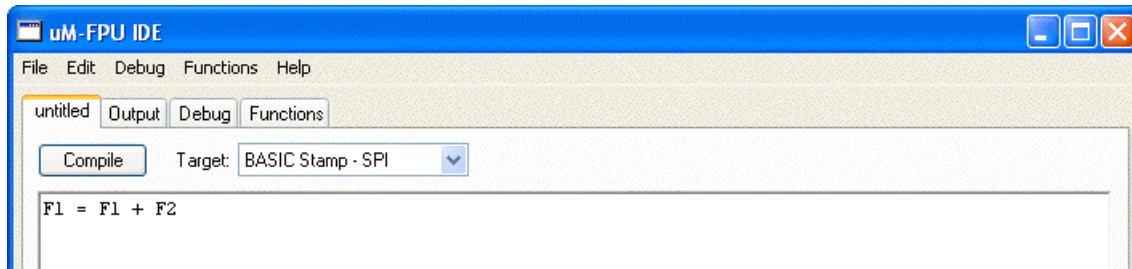 uM-FPU IDE
File Edit Debug Functions Help
untitled Output Debug Functions
Compile Target: BASIC Stamp - SPI
F1 = F1 + F2